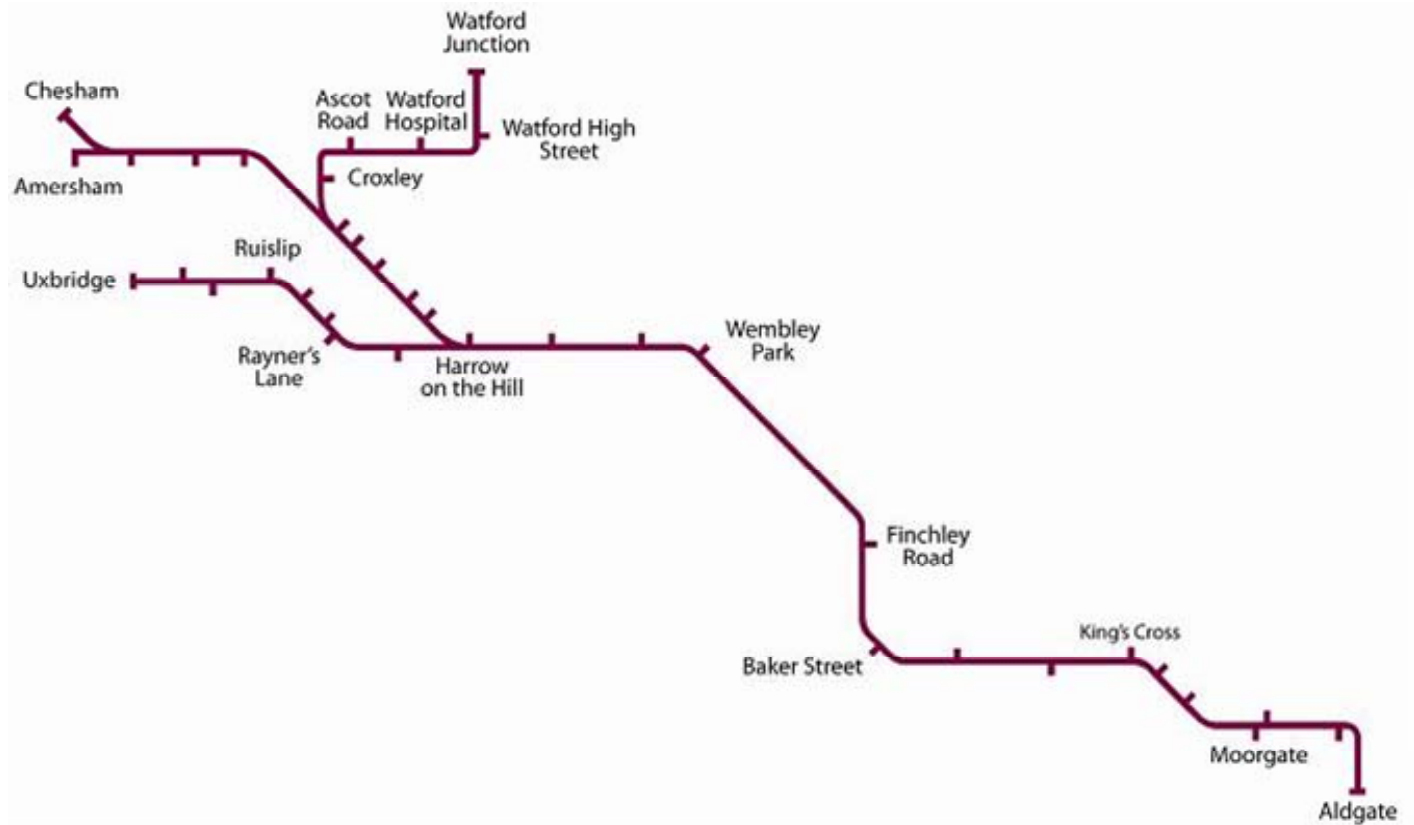 Watford
Junction
Chesham
Ascot
Road
Watford
Hospital
Watford High
Street
Croxley
Amersham
Ruislip
Uxbridge
Rayner's
Lane
Harrow
on the Hill
Wembley
Park
Finchley
Road
Baker Street
King's Cross
Moorgate
Aldgate